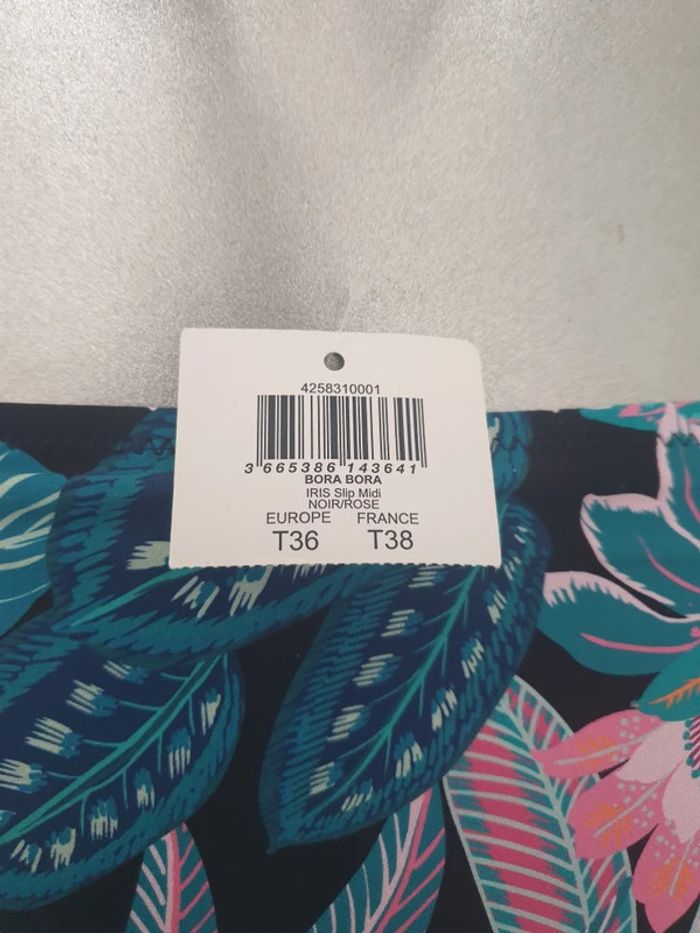 4258310001
3 665386 143641
BORA BORA
IRIS Slip Midi
NOIR/ROSE
EUROPE FRANCE
T36 T38